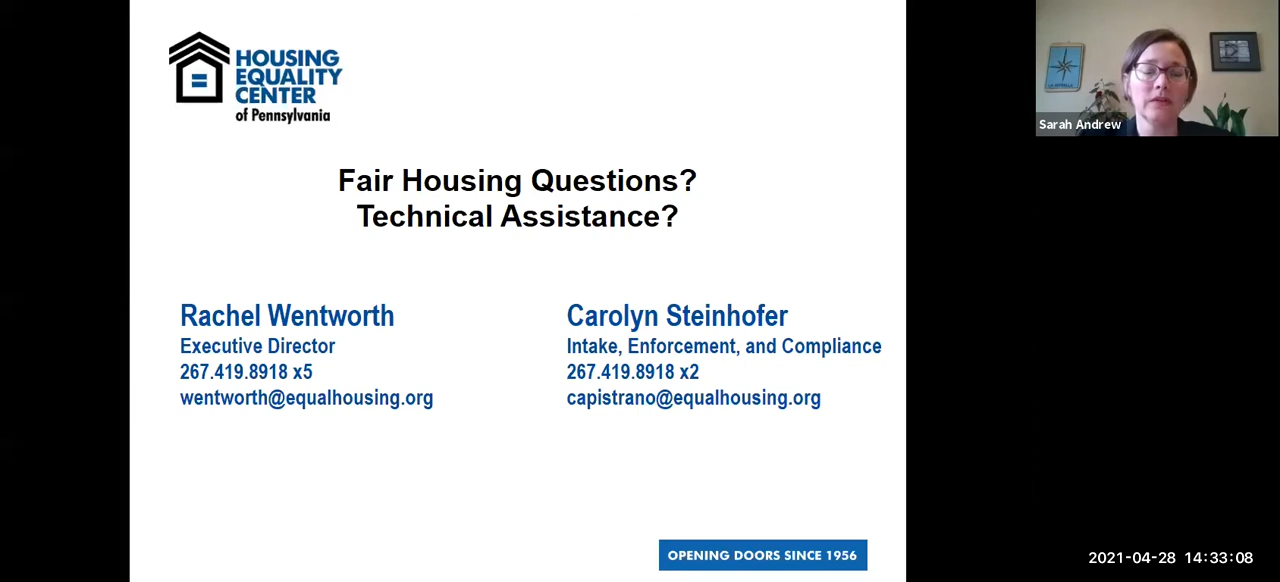 HOUSING
EQUALITY
CENTER
of Pennsylvania
Fair Housing Questions?
Technical Assistance?
Rachel Wentworth
Executive Director
267.419.8918 x5
wentworth@equalhousing.org
Carolyn Steinhofer
Intake, Enforcement, and Compliance
267.419.8918 x2
capistrano@equalhousing.org
OPENING DOORS SINCE 1956
Sarah Andrew
2021-04-28 14:33:08